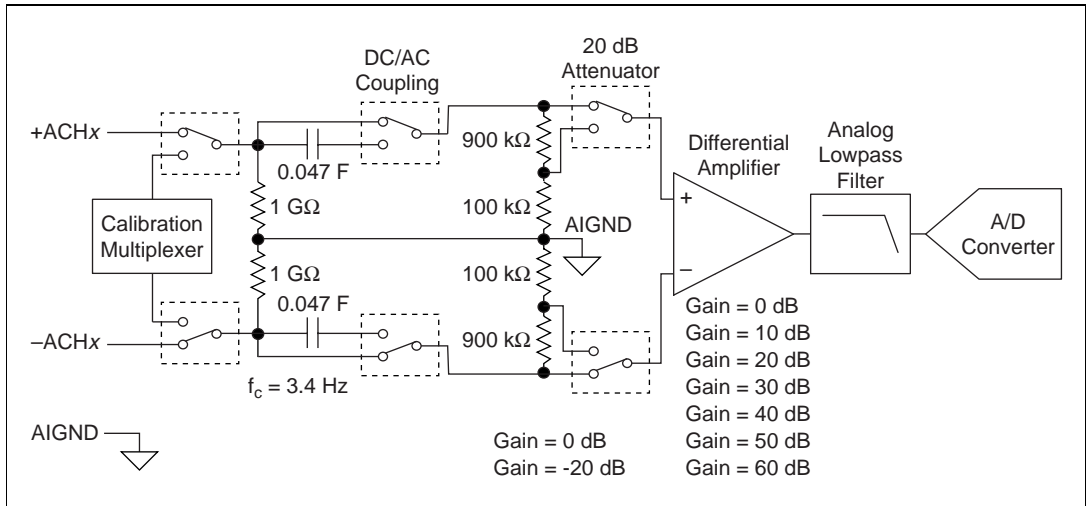 DC/AC
Coupling
20 dB
Attenuator
+ACHx
900 kΩ
Differential
Amplifier
Analog
Lowpass
Filter
0.047 F
1 GΩ
100 kΩ
AIGND
+
Calibration
Multiplexer
A/D
Converter
1 GΩ
100 kΩ
–
0.047 F
–ACHx
900 kΩ
fc = 3.4 Hz
Gain = 0 dB
Gain = 10 dB
Gain = 20 dB
Gain = 30 dB
Gain = 40 dB
Gain = 50 dB
Gain = 60 dB
AIGND
Gain = 0 dB
Gain = -20 dB